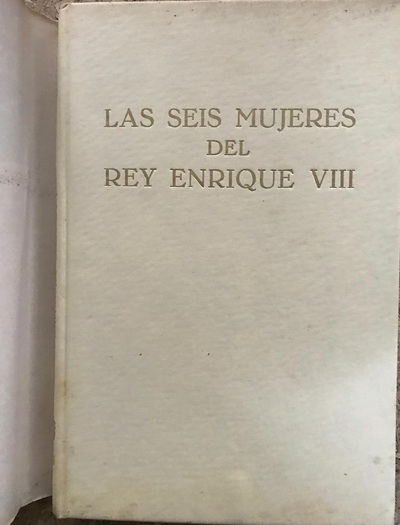 LAS SEIS MUJERES
DEL
REY ENRIQUE VIII